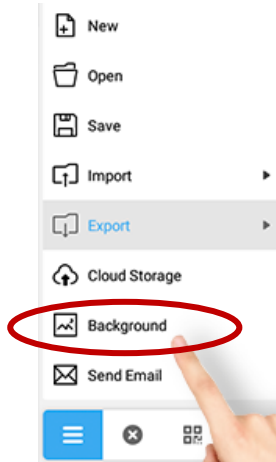 New
Open
Save
Import
Export
Cloud Storage
Background
Send Email